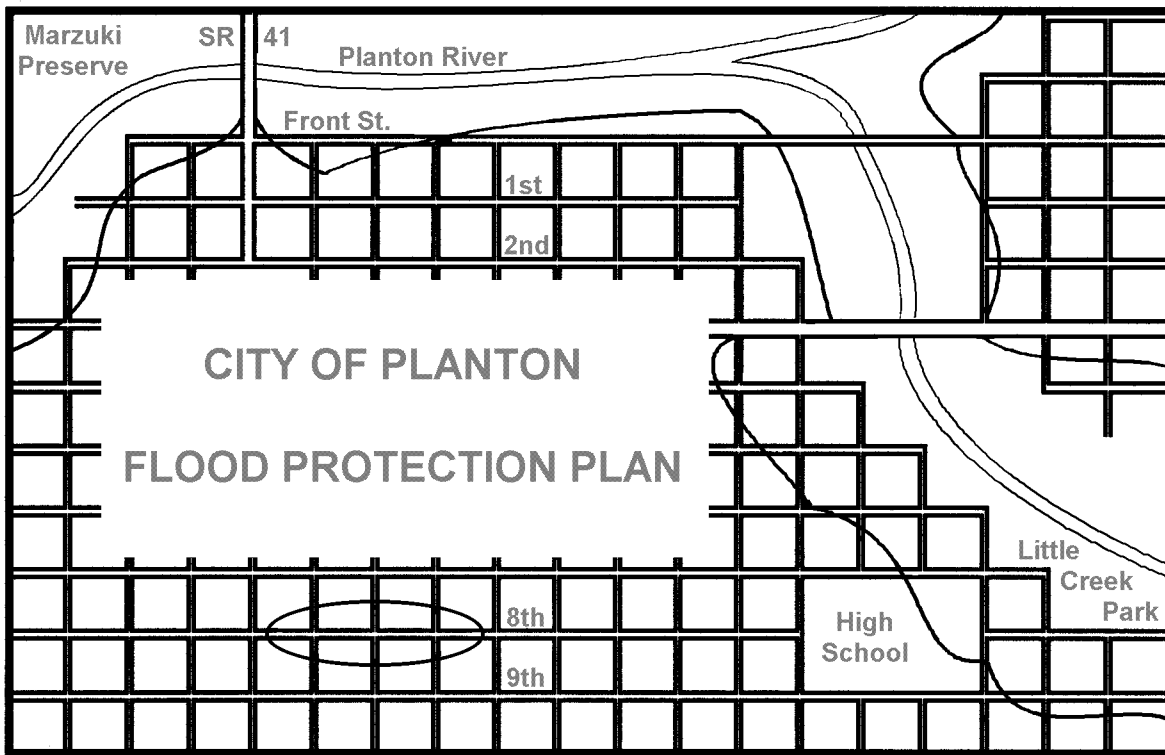 Marzuki
Preserve
SR 41
Planton River
Front St.
1st
2nd
CITY OF PLANTON
FLOOD PROTECTION PLAN
8th
9th
High
School
Little
Creek
Park